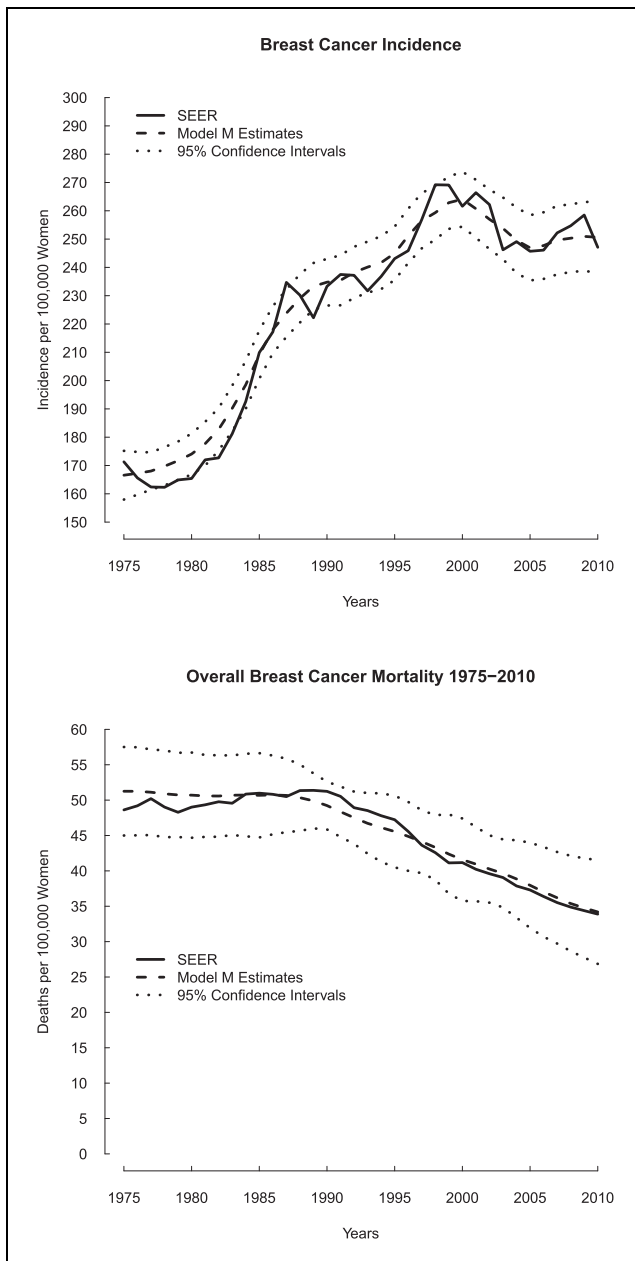 Breast Cancer Incidence
300
290
280
270
260
250
240
230
220
210
200
190
180
170
160
150
Incidence per 100,000 Women
SEER
Model M Estimates
95% Confidence Intervals
1975 1980 1985 1990 1995 2000 2005 2010
Years
Overall Breast Cancer Mortality 1975−2010
60
55
50
45
40
35
30
25
20
15
10
5
0
Deaths per 100,000 Women
SEER
Model M Estimates
95% Confidence Intervals
1975 1980 1985 1990 1995 2000 2005 2010
Years